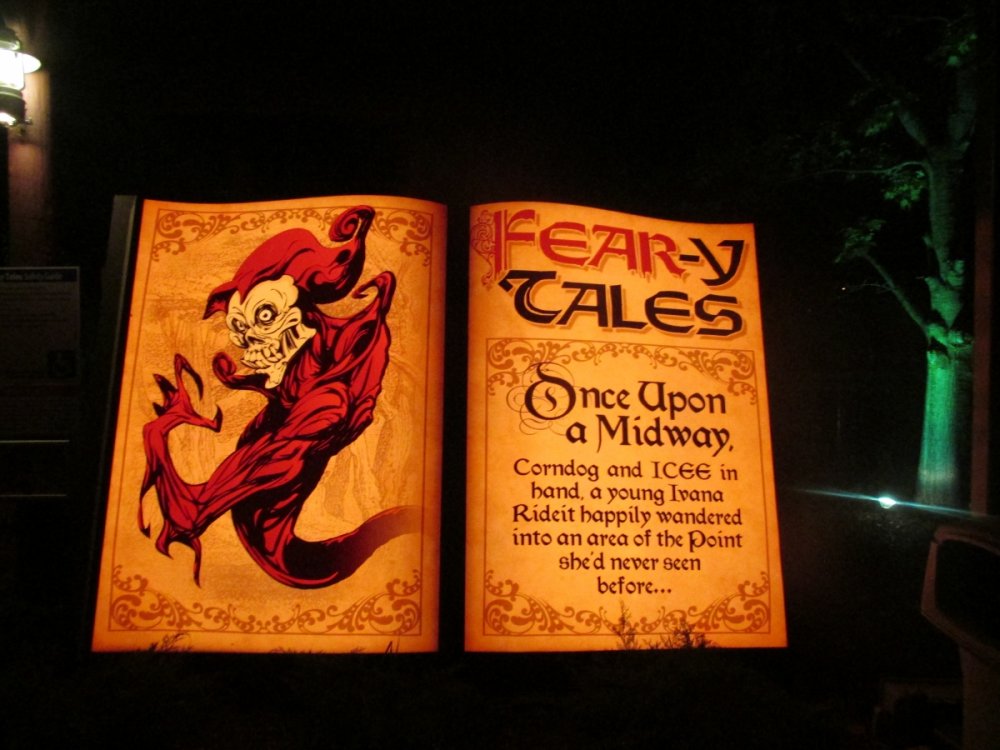 FEAR-Y
TALES
Once Upon
a Midway,
Corndog and ICEE in
hand, a young Ivana
Rideit happily wandered
into an area of the Point
she'd never seen
before...